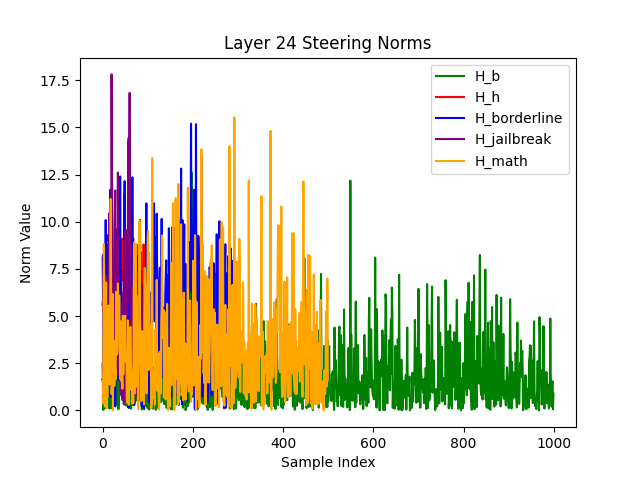 Layer 24 Steering Norms
H_b
H_h
H_borderline
H_jailbreak
H_math
Norm Value
17.5
15.0
12.5
10.0
7.5
5.0
2.5
0.0
0
200
400
600
800
1000
Sample Index